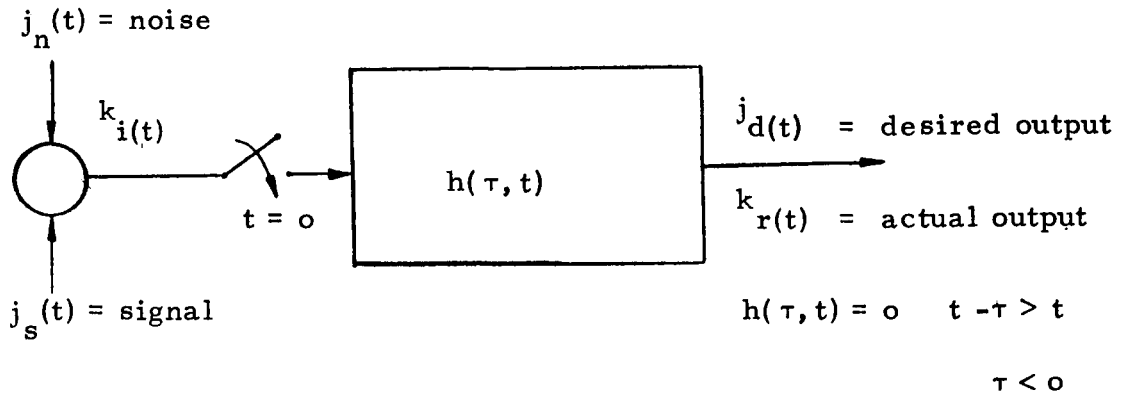 j_n(t) = noise
k_i(t)
j_d(t) = desired output
h(τ, t)
t = o
k_r(t) = actual output
j_s(t) = signal
h(τ, t) = o t - τ > t
τ < o